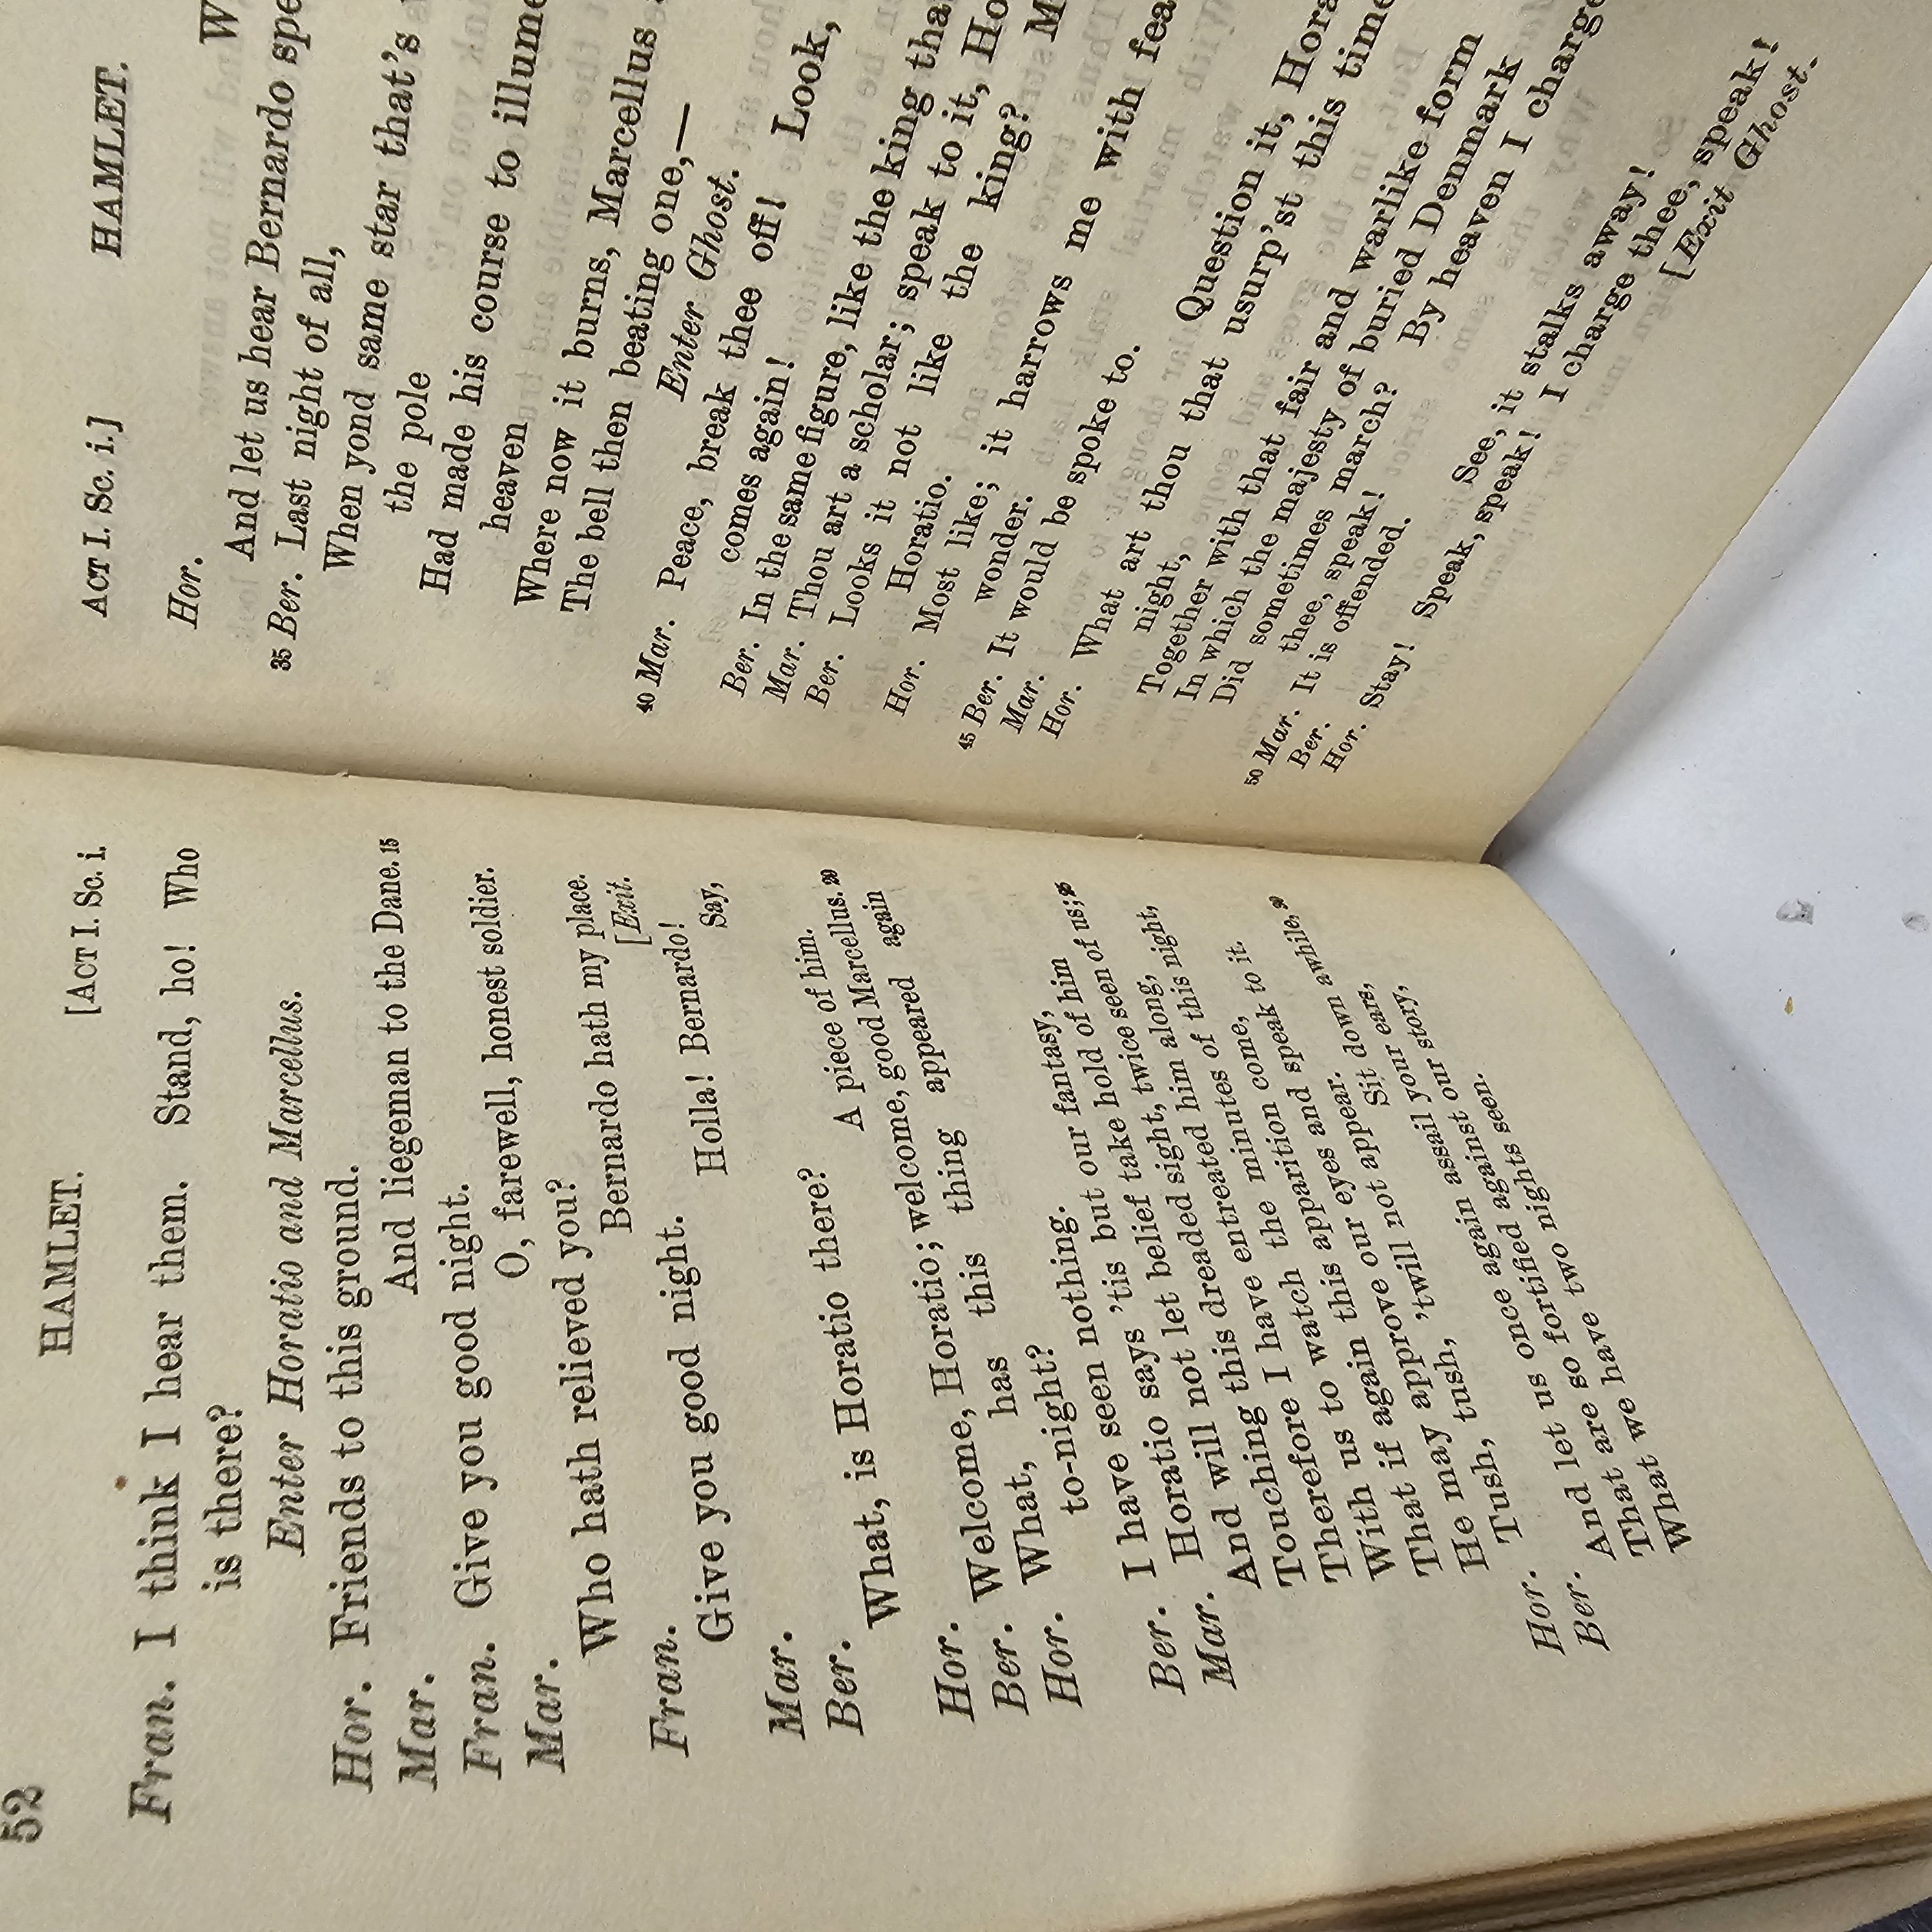 52
HAMLET. [ACT I. Sc. i.
Fran. I think I hear them. Stand, ho! Who
is there?
Enter Horatio and Marcellus.
Hor. Friends to this ground.
Mar. And liegeman to the Dane. 15
Fran. Give you good night.
Mar. O, farewell, honest soldier.
Who hath relieved you?
Fran. Bernardo hath my place.
Give you good night. [Exit.
Mar. Holla! Bernardo!
Ber. Say,
What, is Horatio there?
Hor. A piece of him.
Ber. Welcome, Horatio; welcome, good Marcellus. 20
Hor. What, has this thing appeared again
to-night?
Ber. I have seen nothing.
Mar. Horatio says 'tis but our fantasy,
And will not let belief take hold of him
Touching this dreaded sight, twice seen of us; 25
Therefore I have entreated him along,
With us to watch the minutes of this night,
That if again this apparition come,
He may approve our eyes and speak to it.
Hor. Tush, tush, 'twill not appear.
Ber. Sit down awhile, 30
And let us once again assail your ears,
That are so fortified against our story,
What we have two nights seen.
ACT I. Sc. i.] HAMLET.
Hor. W
And let us hear Bernardo spe
35 Ber. Last night of all,
When yond same star that's
the pole
Had made his course to illume
heaven
Where now it burns, Marcellus
The bell then beating one,—
Enter Ghost.
40 Mar. Peace, break thee off! Look,
comes again!
Ber. In the same figure, like the king tha
Mar. Thou art a scholar; speak to it, Ho
Ber. Looks it not like the king? M
Horatio.
Hor. Most like; it harrows me with fea
wonder.
45 Ber. It would be spoke to.
Mar. Question it, Hora
Hor. What art thou that usurp'st this time
night,
Together with that fair and warlike form
In which the majesty of buried Denmark
Did sometimes march? By heaven I charge
thee, speak!
50 Mar. It is offended.
Ber. See, it stalks away!
Hor. Stay! Speak, speak! I charge thee, speak!
[Exit Ghost.